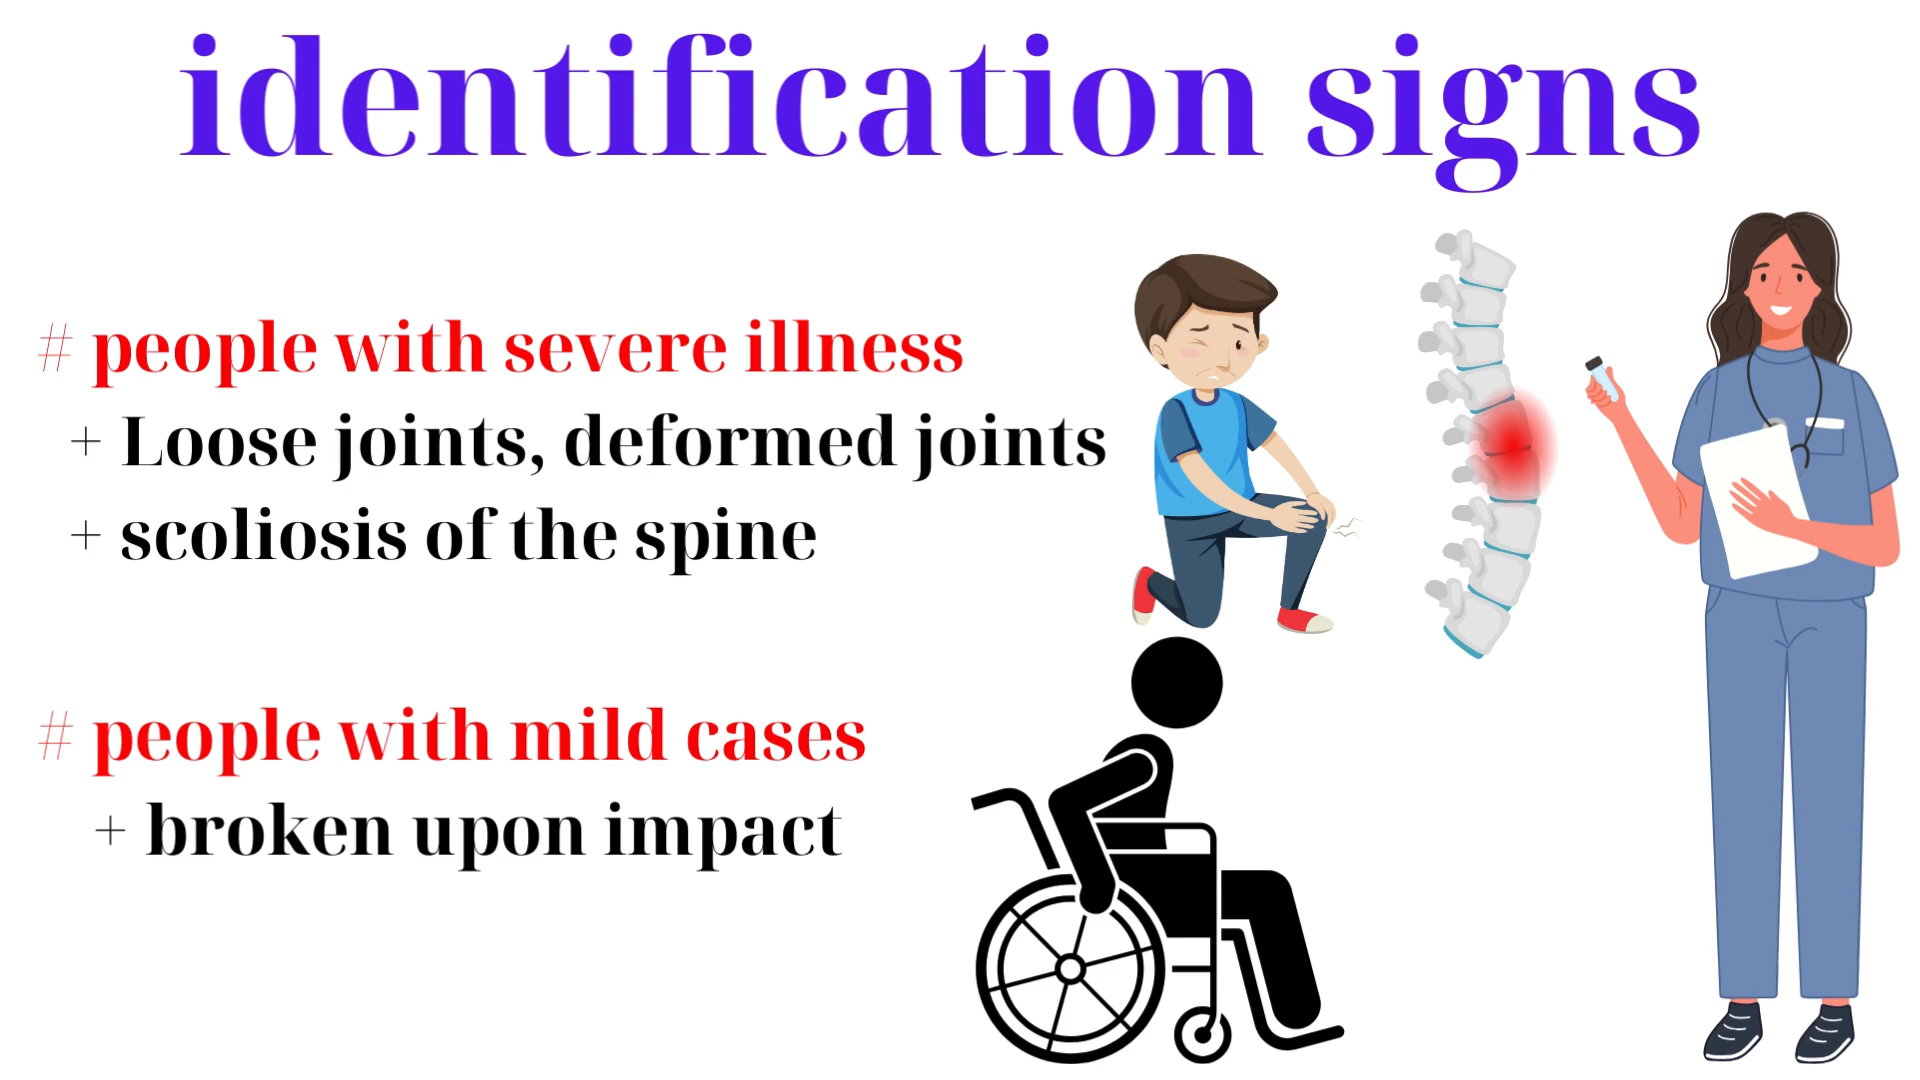 identification signs
# people with severe illness
+ Loose joints, deformed joints
+ scoliosis of the spine
# people with mild cases
+ broken upon impact